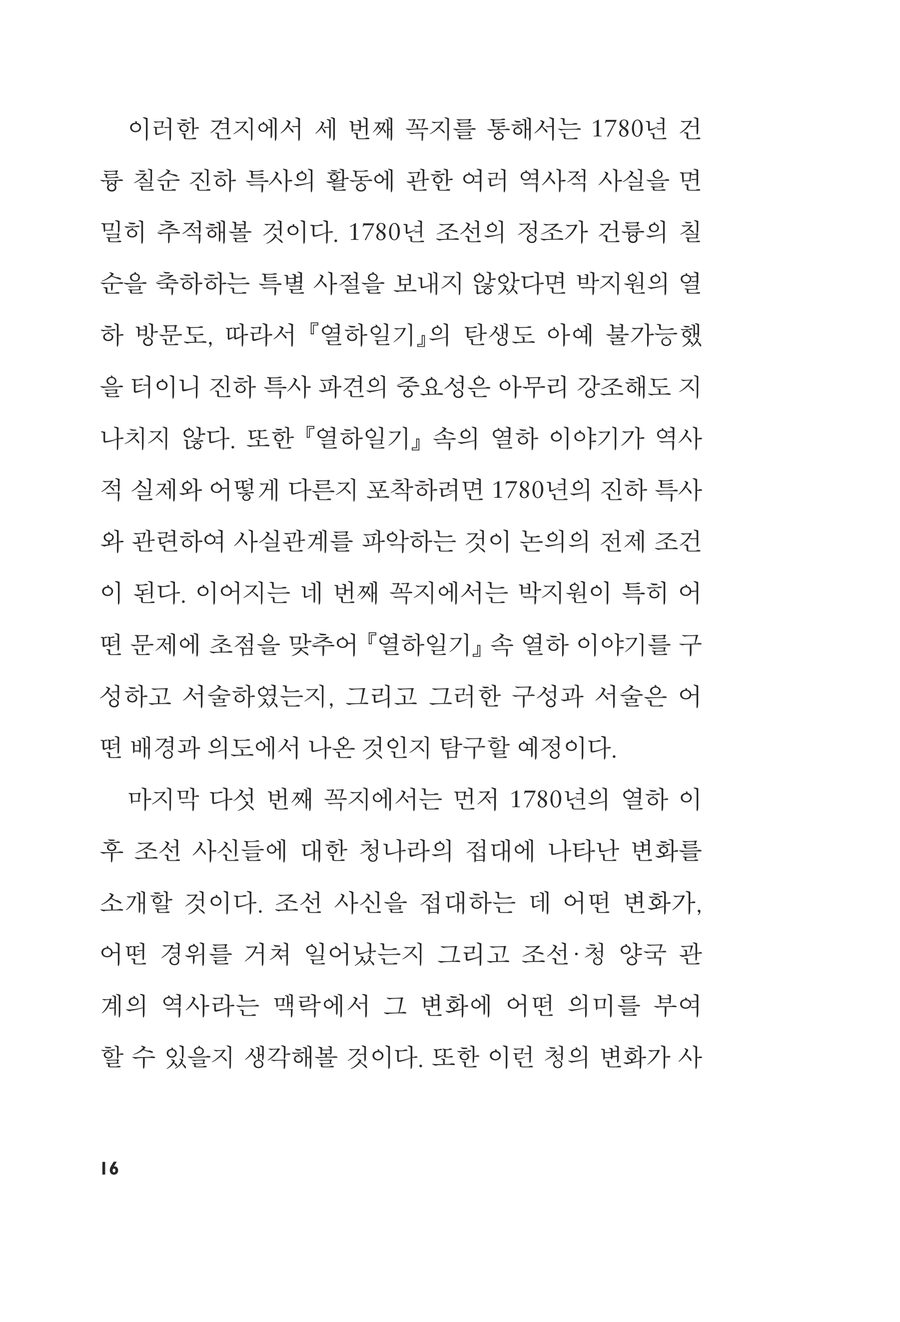 이러한 견지에서 세 번째 꼭지를 통해서는 1780년 건
륭 칠순 진하 특사의 활동에 관한 여러 역사적 사실을 면
밀히 추적해볼 것이다. 1780년 조선의 정조가 건륭의 칠
순을 축하하는 특별 사절을 보내지 않았다면 박지원의 열
하 방문도, 따라서 『열하일기』의 탄생도 아예 불가능했
을 터이니 진하 특사 파견의 중요성은 아무리 강조해도 지
나치지 않다. 또한 『열하일기』 속의 열하 이야기가 역사
적 실제와 어떻게 다른지 포착하려면 1780년의 진하 특사
와 관련하여 사실관계를 파악하는 것이 논의의 전제 조건
이 된다. 이어지는 네 번째 꼭지에서는 박지원이 특히 어
떤 문제에 초점을 맞추어 『열하일기』 속 열하 이야기를 구
성하고 서술하였는지, 그리고 그러한 구성과 서술은 어
떤 배경과 의도에서 나온 것인지 탐구할 예정이다.
마지막 다섯 번째 꼭지에서는 먼저 1780년의 열하 이
후 조선 사신들에 대한 청나라의 접대에 나타난 변화를
소개할 것이다. 조선 사신을 접대하는 데 어떤 변화가,
어떤 경위를 거쳐 일어났는지 그리고 조선·청 양국 관
계의 역사라는 맥락에서 그 변화에 어떤 의미를 부여
할 수 있을지 생각해볼 것이다. 또한 이런 청의 변화가 사
16